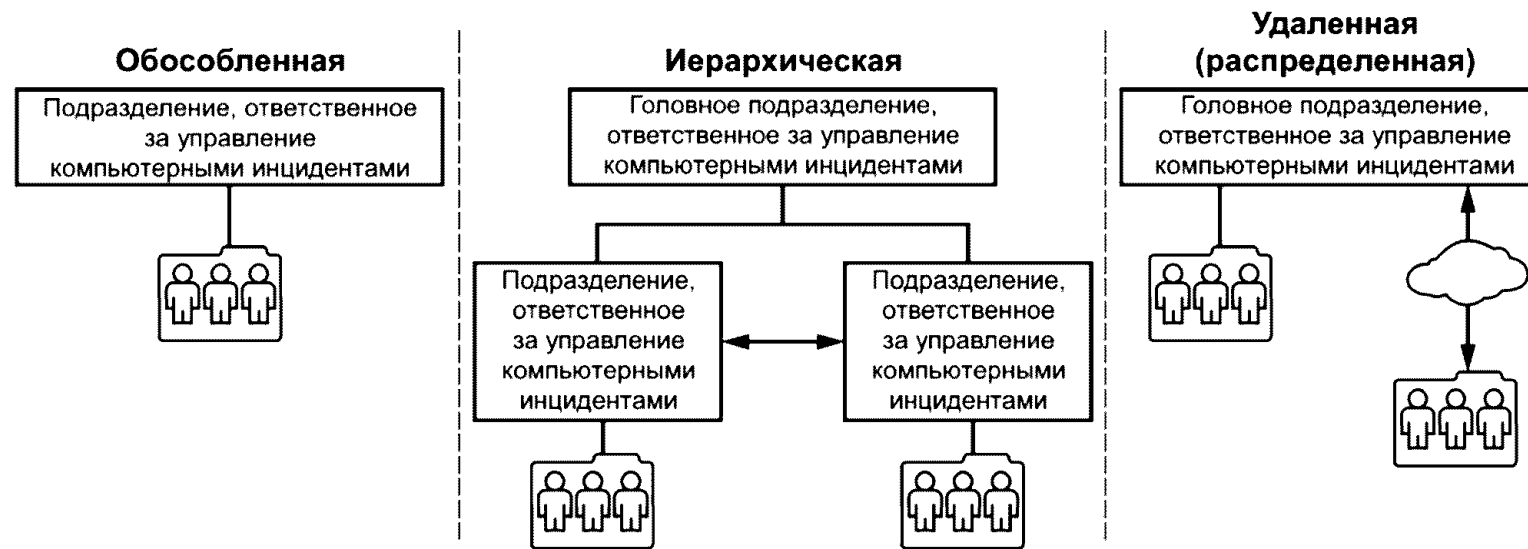 Обособленная
Подразделение, ответственное
за управление
компьютерными инцидентами
Иерархическая
Головное подразделение,
ответственное за управление
компьютерными инцидентами
Подразделение,
ответственное
за управление
компьютерными
инцидентами
Подразделение,
ответственное
за управление
компьютерными
инцидентами
Удаленная
(распределенная)
Головное подразделение,
ответственное за управление
компьютерными инцидентами